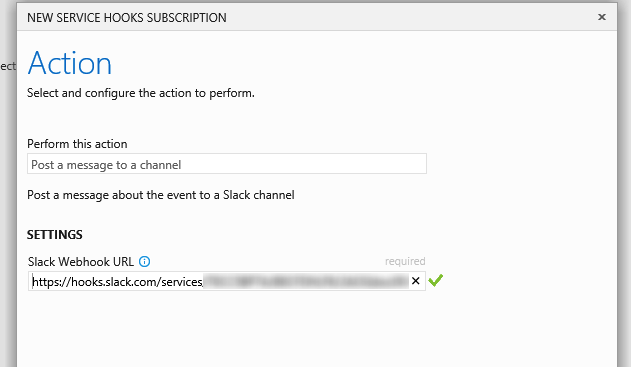 NEW SERVICE HOOKS SUBSCRIPTION
Action
ect
Select and configure the action to perform.
Perform this action
Post a message to a channel
Post a message about the event to a Slack channel
SETTINGS
Slack Webhook URL required
https://hooks.slack.com/services/